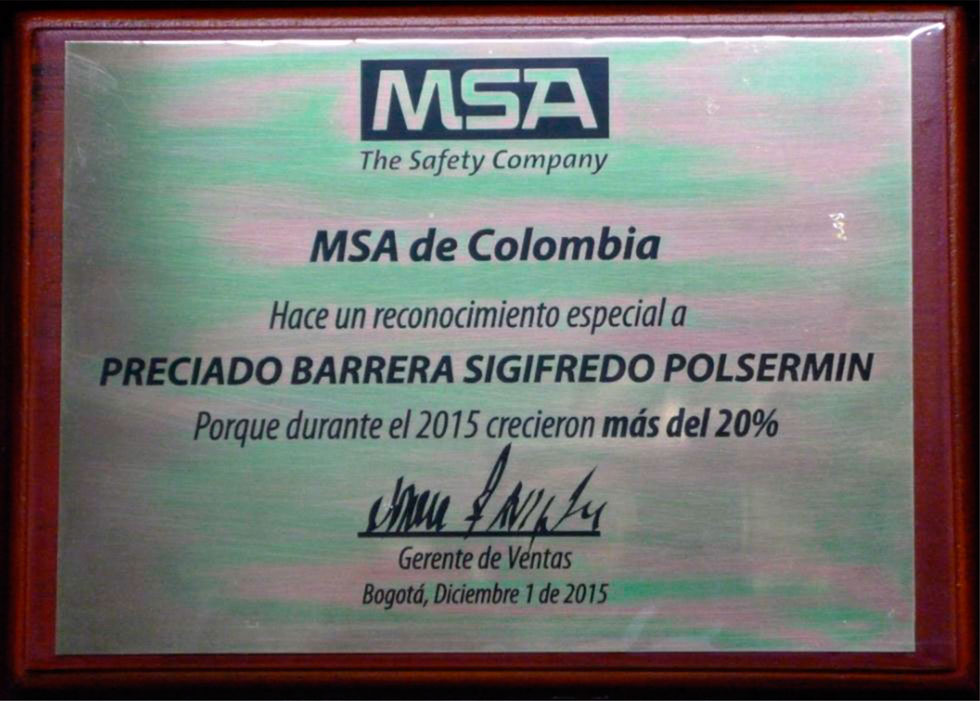 MSA
The Safety Company
MSA de Colombia
Hace un reconocimiento especial a
PRECIADO BARRERA SIGIFREDO POLSERMIN
Porque durante el 2015 crecieron más del 20%
Gerente de Ventas
Bogotá, Diciembre 1 de 2015